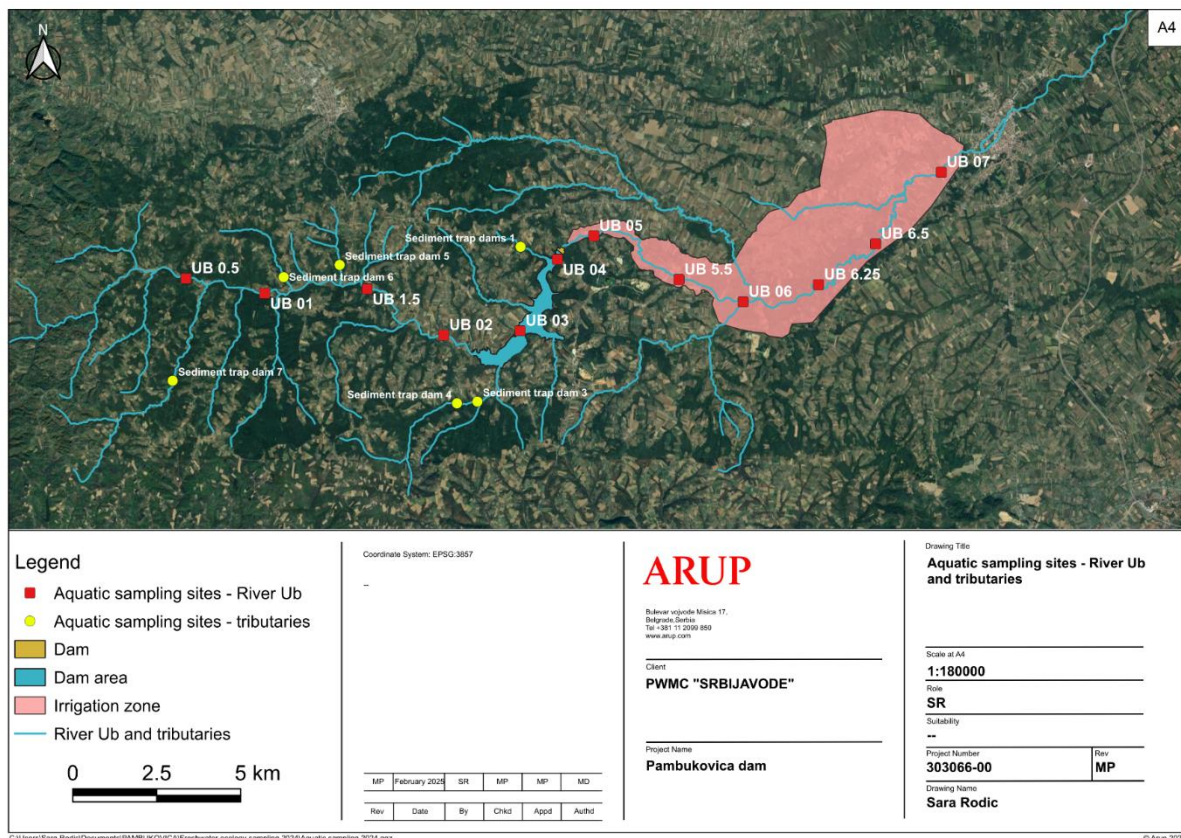 A4
N
UB 07
UB 05
Sediment trap dams 1
UB 6.5
UB 04
Sediment trap dam 5
UB 0.5
Sediment trap dam 6
UB 5.5
UB 6.25
UB 01
UB 1.5
UB 06
UB 02
UB 03
Sediment trap dam 7
Sediment trap dam 4
Sediment trap dam 3
Legend
Aquatic sampling sites - River Ub
Aquatic sampling sites - tributaries
Dam
Dam area
Irrigation zone
River Ub and tributaries
0 2.5 5 km
Coordinate System: EPSG:3857
--
MP February 2025 SR MP MP MD
Rev Date By Chkd Appd Authd
ARUP
Bulevar vojvode Misica 17,
Belgrade,Serbia
Tel +381 11 2099 850
www.arup.com
Client
PWMC "SRBIJAVODE"
Project Name
Pambukovica dam
Drawing Title
Aquatic sampling sites - River Ub
and tributaries
Scale at A4
1:180000
Role
SR
Suitability
--
Project Number Rev
303066-00 MP
Drawing Name
Sara Rodic
© Arup